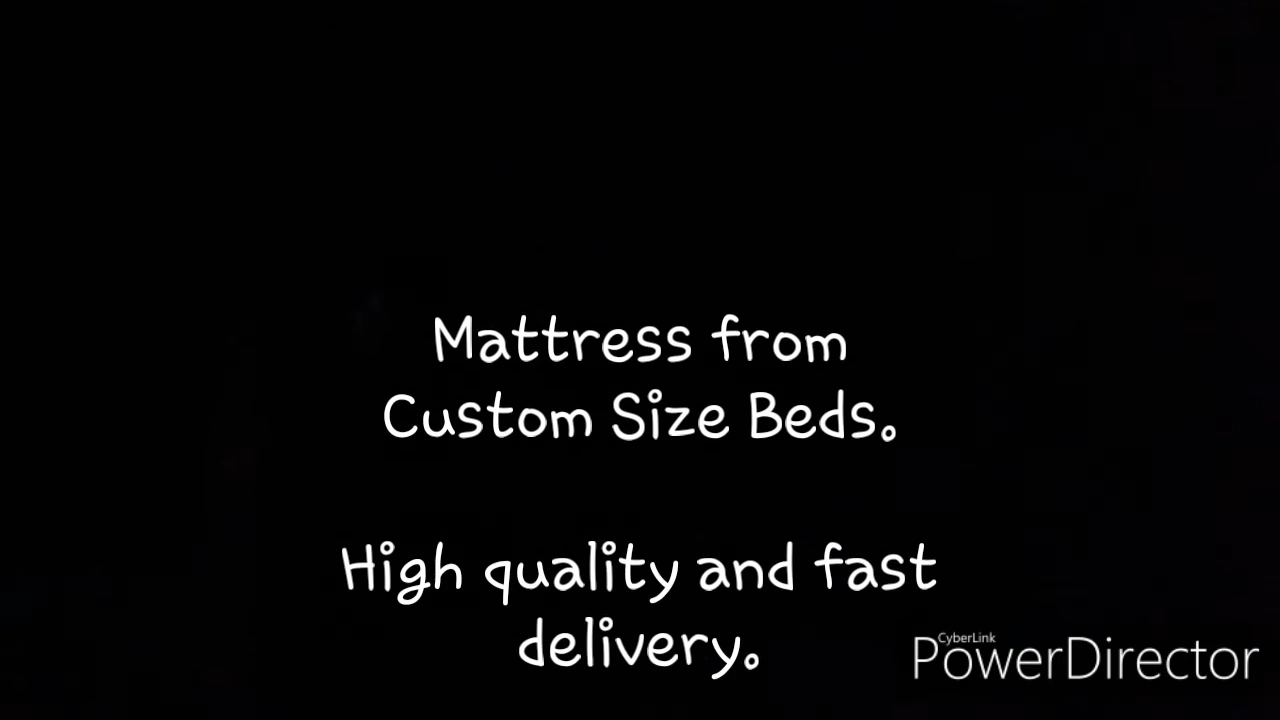 Mattress from
Custom Size Beds.
High quality and fast
delivery.
CyberLink
PowerDirector